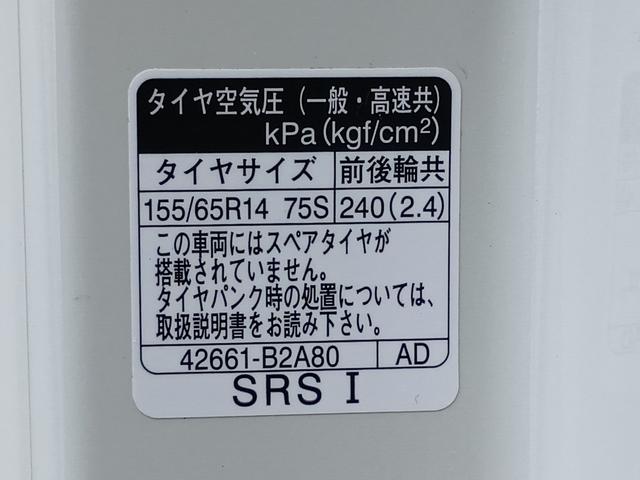 タイヤ空気圧(一般・高速共)
kPa(kgf/cm²)
タイヤサイズ 前後輪共
155/65R14 75S 240(2.4)
この車両にはスペアタイヤが
搭載されていません。
タイヤパンク時の処置については、
取扱説明書をお読み下さい。
42661-B2A80 AD
SRS I